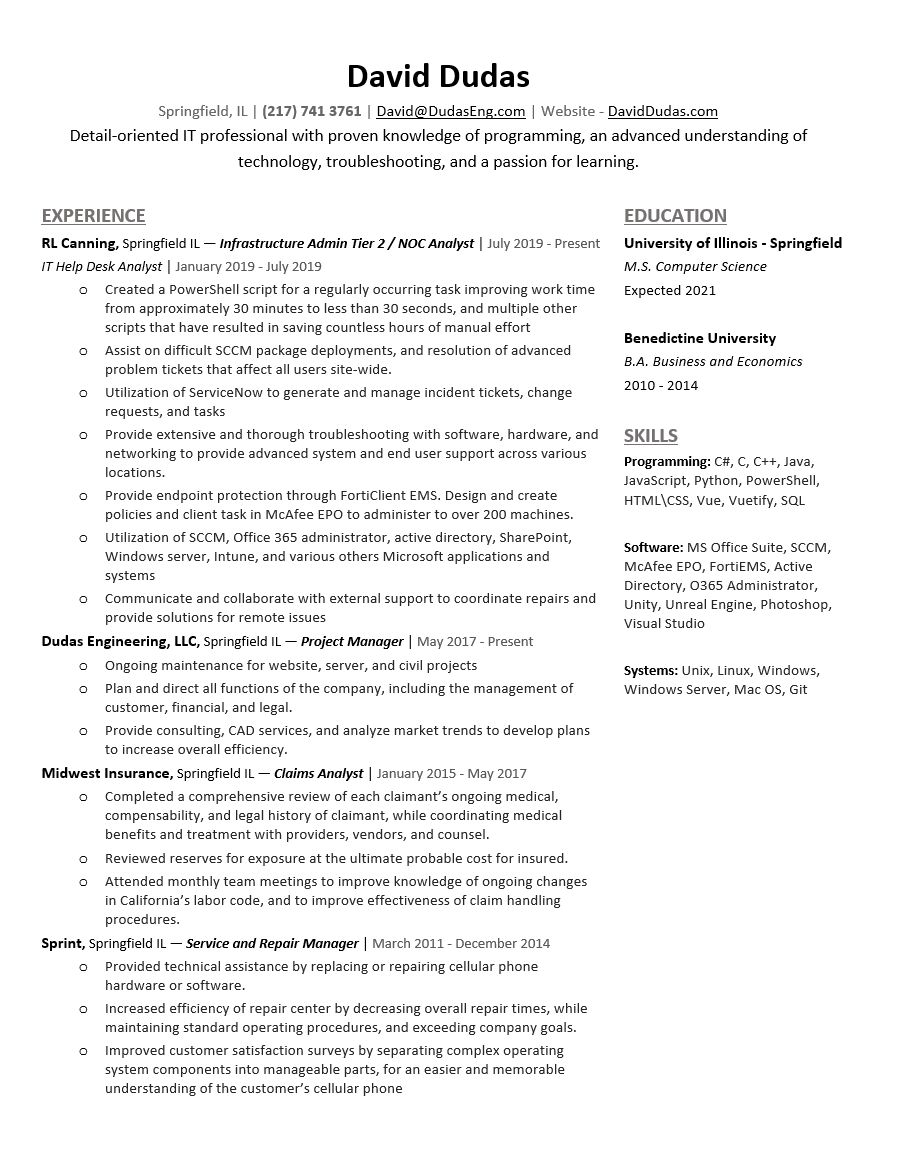 David Dudas
Springfield, IL | (217) 741 3761 | David@DudasEng.com | Website - DavidDudas.com
Detail-oriented IT professional with proven knowledge of programming, an advanced understanding of
technology, troubleshooting, and a passion for learning.
EXPERIENCE
RL Canning, Springfield IL — Infrastructure Admin Tier 2 / NOC Analyst | July 2019 - Present
IT Help Desk Analyst | January 2019 - July 2019
o Created a PowerShell script for a regularly occurring task improving work time
from approximately 30 minutes to less than 30 seconds, and multiple other
scripts that have resulted in saving countless hours of manual effort
o Assist on difficult SCCM package deployments, and resolution of advanced
problem tickets that affect all users site-wide.
o Utilization of ServiceNow to generate and manage incident tickets, change
requests, and tasks
o Provide extensive and thorough troubleshooting with software, hardware, and
networking to provide advanced system and end user support across various
locations.
o Provide endpoint protection through FortiClient EMS. Design and create
policies and client task in McAfee EPO to administer to over 200 machines.
o Utilization of SCCM, Office 365 administrator, active directory, SharePoint,
Windows server, Intune, and various others Microsoft applications and
systems
o Communicate and collaborate with external support to coordinate repairs and
provide solutions for remote issues
Dudas Engineering, LLC, Springfield IL — Project Manager | May 2017 - Present
o Ongoing maintenance for website, server, and civil projects
o Plan and direct all functions of the company, including the management of
customer, financial, and legal.
o Provide consulting, CAD services, and analyze market trends to develop plans
to increase overall efficiency.
Midwest Insurance, Springfield IL — Claims Analyst | January 2015 - May 2017
o Completed a comprehensive review of each claimant’s ongoing medical,
compensability, and legal history of claimant, while coordinating medical
benefits and treatment with providers, vendors, and counsel.
o Reviewed reserves for exposure at the ultimate probable cost for insured.
o Attended monthly team meetings to improve knowledge of ongoing changes
in California’s labor code, and to improve effectiveness of claim handling
procedures.
Sprint, Springfield IL — Service and Repair Manager | March 2011 - December 2014
o Provided technical assistance by replacing or repairing cellular phone
hardware or software.
o Increased efficiency of repair center by decreasing overall repair times, while
maintaining standard operating procedures, and exceeding company goals.
o Improved customer satisfaction surveys by separating complex operating
system components into manageable parts, for an easier and memorable
understanding of the customer’s cellular phone
EDUCATION
University of Illinois - Springfield
M.S. Computer Science
Expected 2021
Benedictine University
B.A. Business and Economics
2010 - 2014
SKILLS
Programming: C#, C, C++, Java,
JavaScript, Python, PowerShell,
HTML\CSS, Vue, Vuetify, SQL
Software: MS Office Suite, SCCM,
McAfee EPO, FortiEMS, Active
Directory, O365 Administrator,
Unity, Unreal Engine, Photoshop,
Visual Studio
Systems: Unix, Linux, Windows,
Windows Server, Mac OS, Git